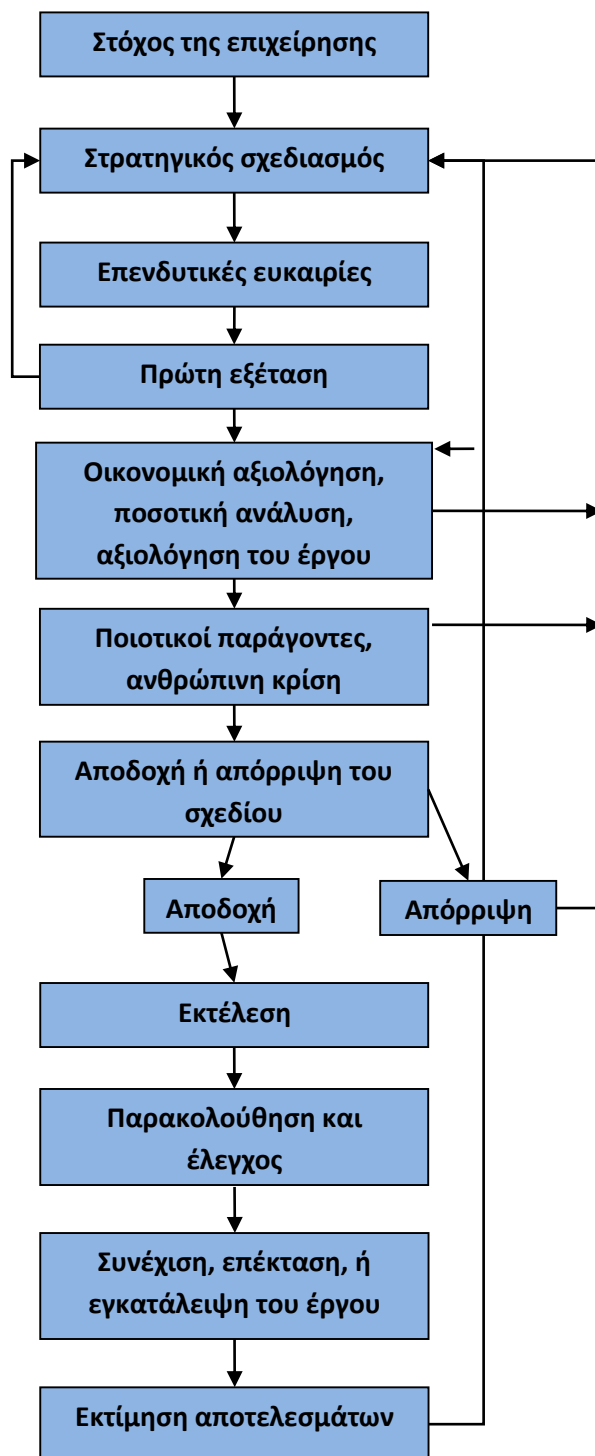 Στόχος της επιχείρησης
Στρατηγικός σχεδιασμός
Επενδυτικές ευκαιρίες
Πρώτη εξέταση
Οικονομική αξιολόγηση,
ποσοτική ανάλυση,
αξιολόγηση του έργου
Ποιοτικοί παράγοντες,
ανθρώπινη κρίση
Αποδοχή ή απόρριψη του
σχεδίου
Αποδοχή
Απόρριψη
Εκτέλεση
Παρακολούθηση και
έλεγχος
Συνέχιση, επέκταση, ή
εγκατάλειψη του έργου
Εκτίμηση αποτελεσμάτων